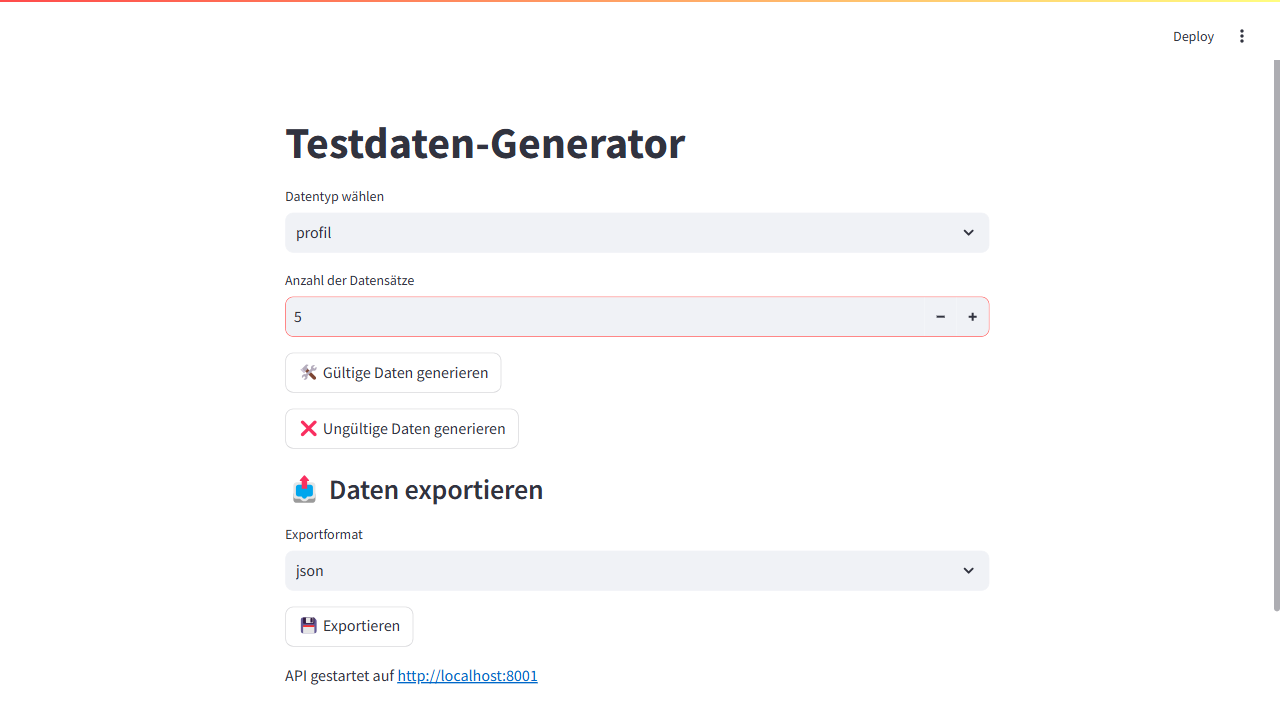 Deploy
Testdaten-Generator
Datentyp wählen
profil
Anzahl der Datensätze
5
Gültige Daten generieren
Ungültige Daten generieren
Daten exportieren
Exportformat
json
Exportieren
API gestartet auf http://localhost:8001